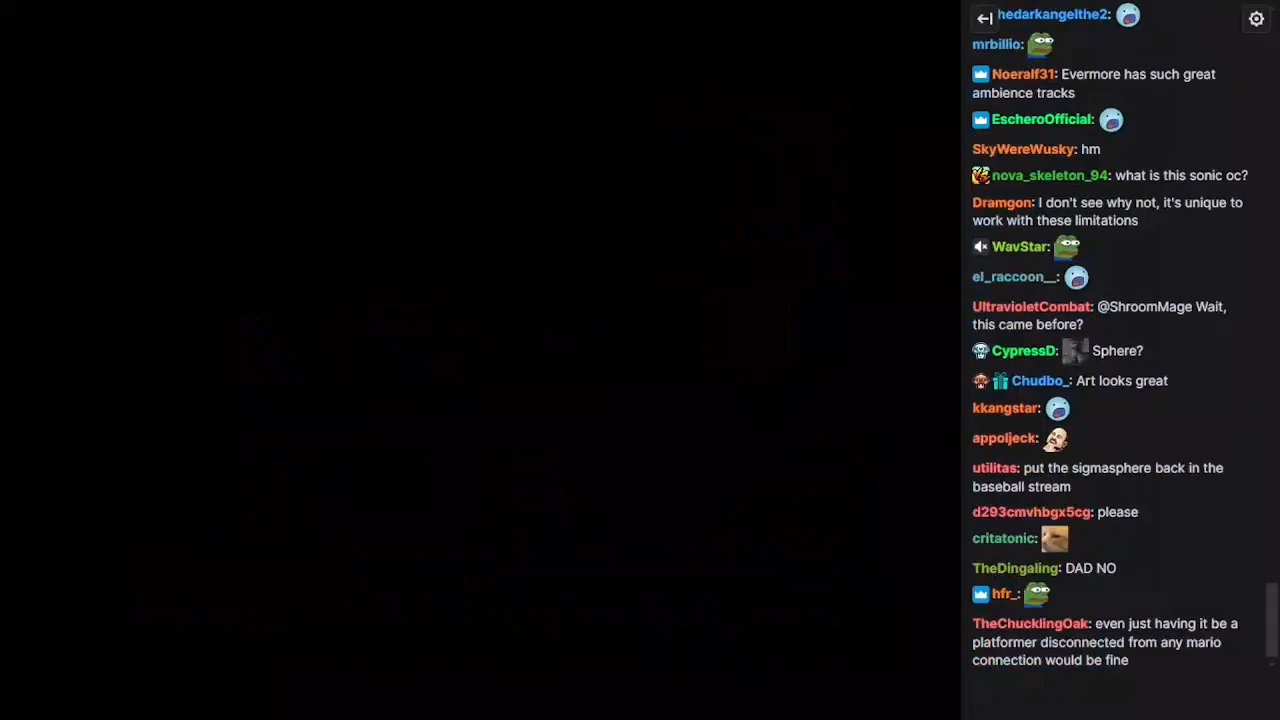 hedarkangelthe2:
mrbillio:
Noeralf31: Evermore has such great
ambience tracks
EscheroOfficial:
SkyWereWusky: hm
nova_skeleton_94: what is this sonic oc?
Dramgon: I don't see why not, it's unique to
work with these limitations
WavStar:
el_raccoon__:
UltravioletCombat: @ShroomMage Wait,
this came before?
CypressD: Sphere?
Chudbo_: Art looks great
kkangstar:
appoijeck:
utilitas: put the sigmasphere back in the
baseball stream
d293cmvhbgx5cg: please
critatonic:
TheDingaling: DAD NO
hfr_:
TheChucklingOak: even just having it be a
platformer disconnected from any mario
connection would be fine